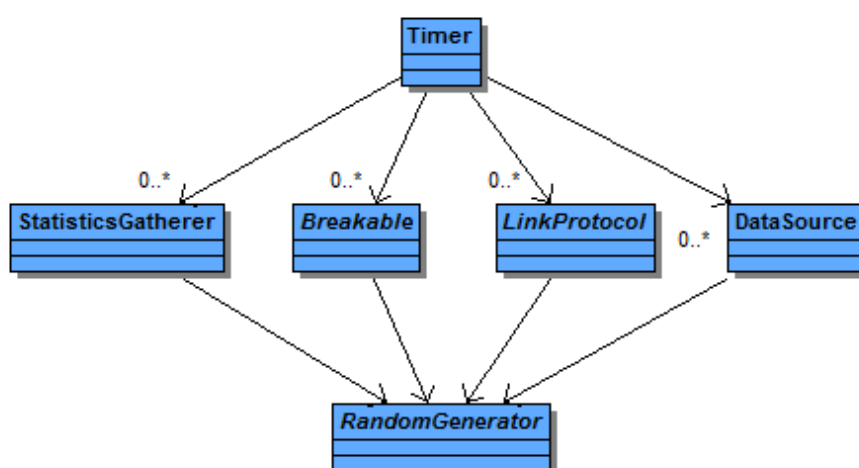 Timer
0..* 0..* 0..*
StatisticsGatherer Breakable LinkProtocol DataSource
0..*
RandomGenerator